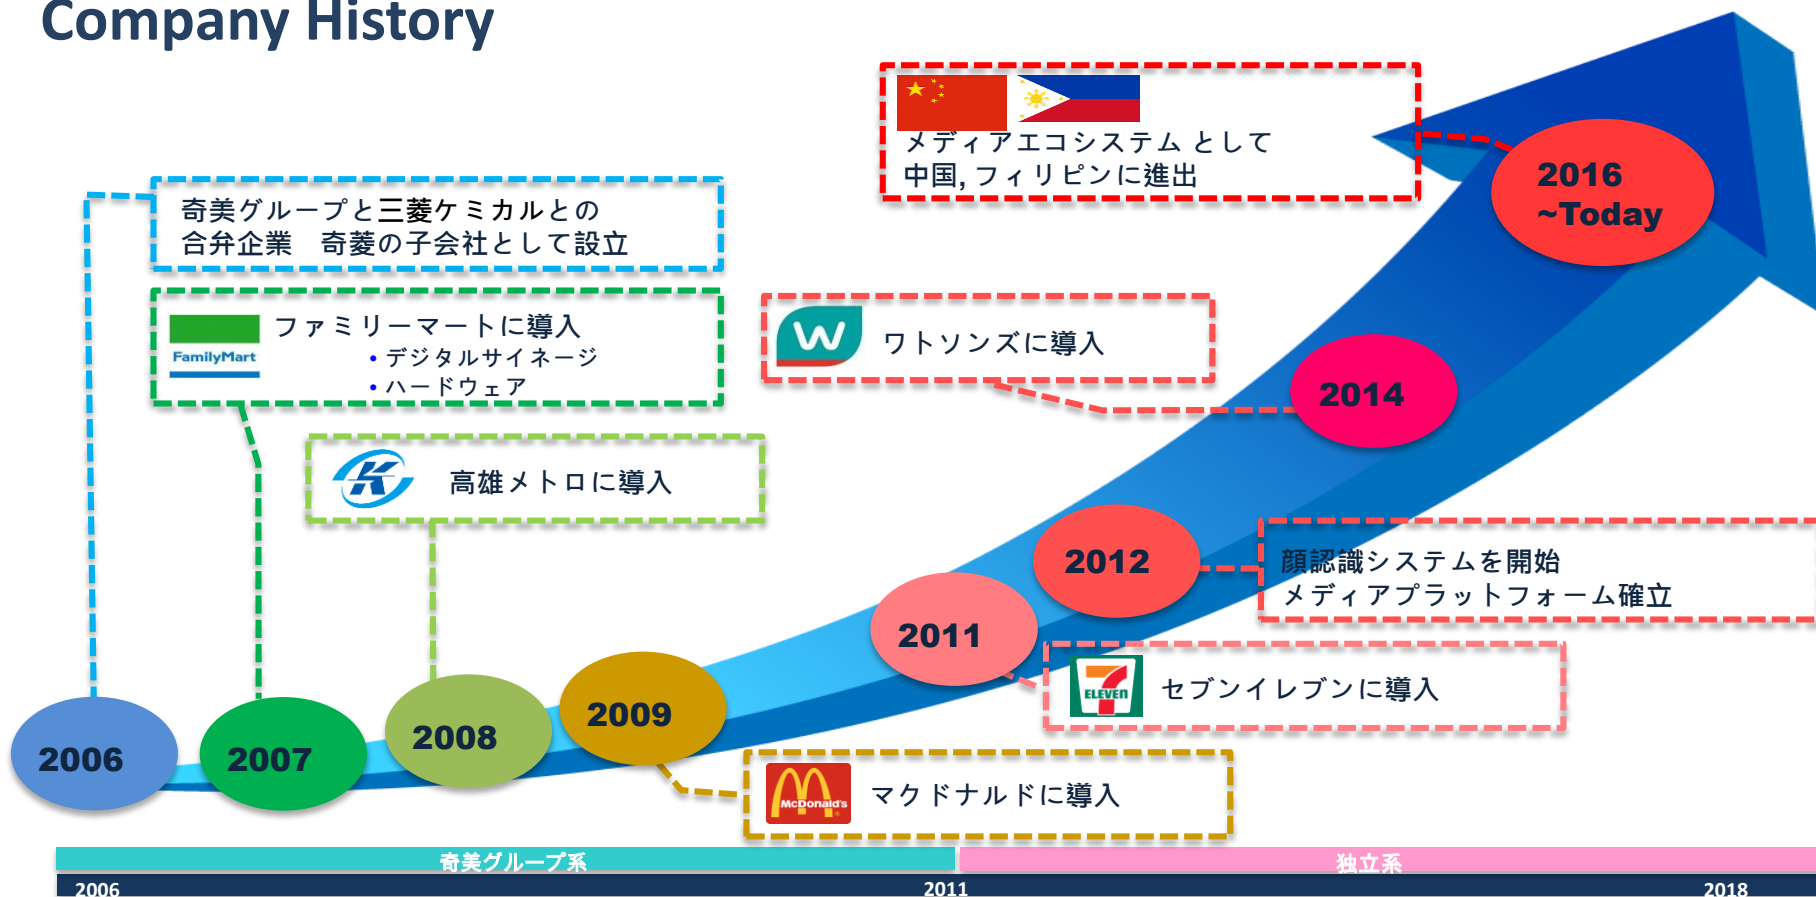 Company History
メディアエコシステム として
中国, フィリピンに進出
2016
~Today
奇美グループと三菱ケミカルとの
合弁企業　奇菱の子会社として設立
FamilyMart
ファミリーマートに導入
• デジタルサイネージ
• ハードウェア
W
ワトソンズに導入
2014
K
高雄メトロに導入
2012
顔認識システムを開始
メディアプラットフォーム確立
2011
7
ELEVEN
セブンイレブンに導入
2006
2007
2008
2009
McDonald's
マクドナルドに導入
奇美グループ系
独立系
2006
2011
2018